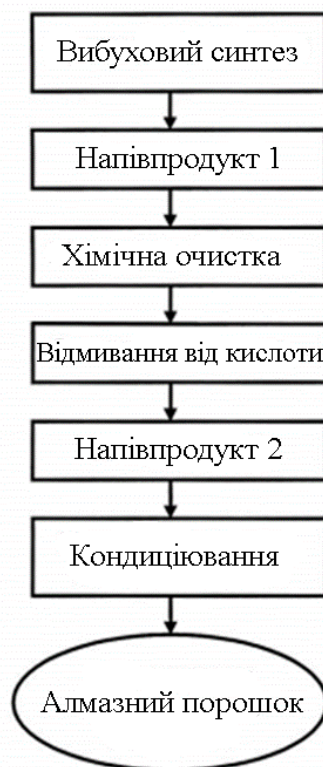 Вибуховий синтез
Напівпродукт 1
Хімічна очистка
Відмивання від кислоти
Напівпродукт 2
Кондиціювання
Алмазний порошок